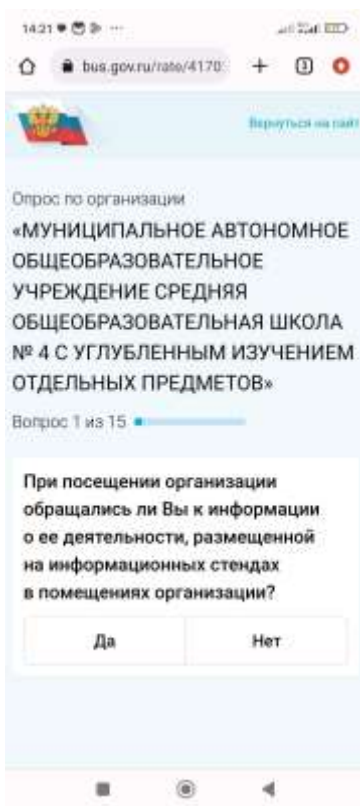 14:21
bus.gov.ru/rate/4170
3
Вернуться на сайт
Опрос по организации
«МУНИЦИПАЛЬНОЕ АВТОНОМНОЕ
ОБЩЕОБРАЗОВАТЕЛЬНОЕ
УЧРЕЖДЕНИЕ СРЕДНЯЯ
ОБЩЕОБРАЗОВАТЕЛЬНАЯ ШКОЛА
№ 4 С УГЛУБЛЕННЫМ ИЗУЧЕНИЕМ
ОТДЕЛЬНЫХ ПРЕДМЕТОВ»
Вопрос 1 из 15
При посещении организации
обращались ли Вы к информации
о ее деятельности, размещенной
на информационных стендах
в помещениях организации?
Да Нет